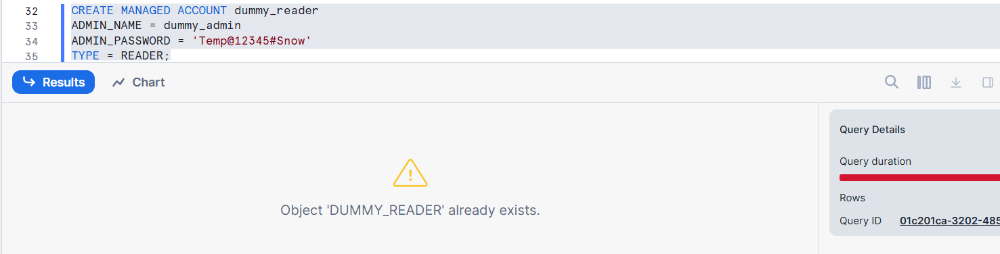 32 CREATE MANAGED ACCOUNT dummy_reader
33 ADMIN_NAME = dummy_admin
34 ADMIN_PASSWORD = 'Temp@12345#Snow'
35 TYPE = READER;
Results Chart
Query Details
Query duration
Object 'DUMMY_READER' already exists.
Rows
Query ID 01c201ca-3202-485